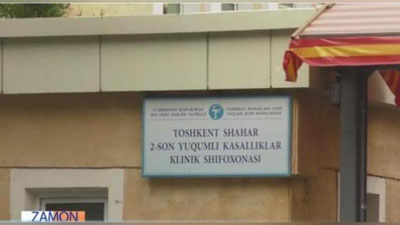 TOSHKENT SHAHAR
2-SON YUQUMLI KASALLIKLAR
KLINIK SHIFOXONASI
ZAMON